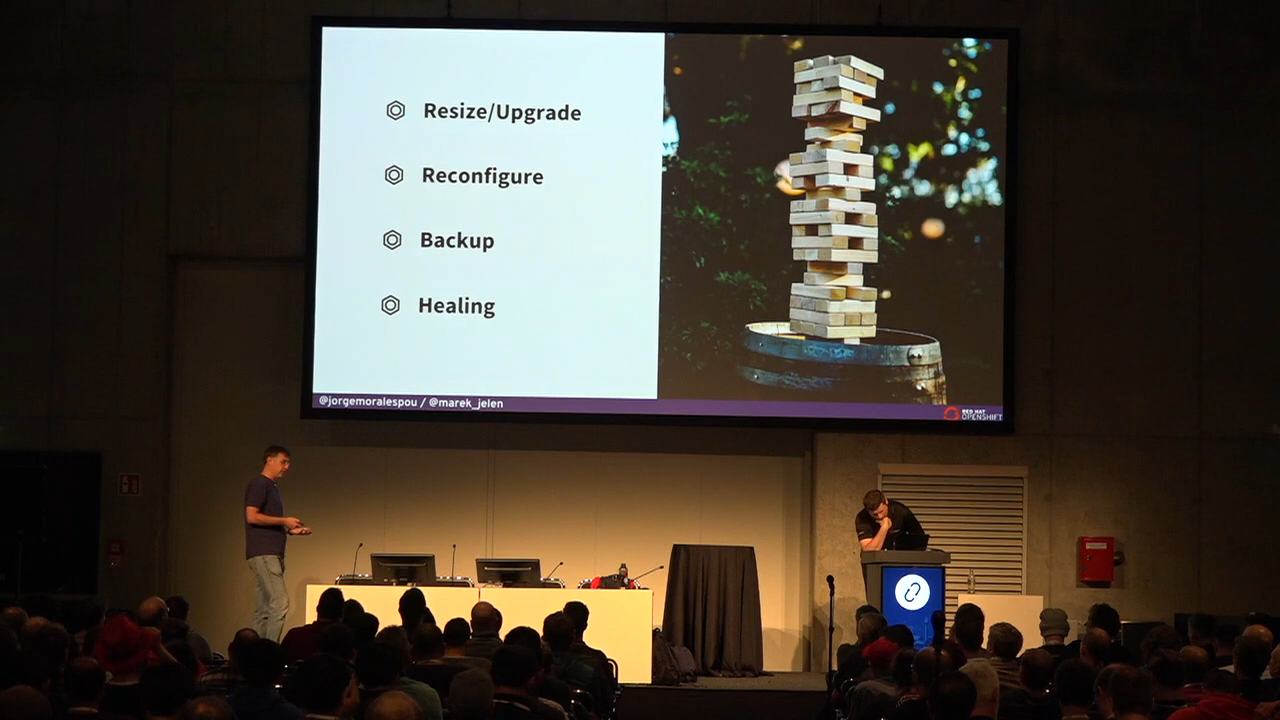 Resize/Upgrade
Reconfigure
Backup
Healing
@jorgemoralespou / @marek_jelen
RED HAT
OPENSHIFT